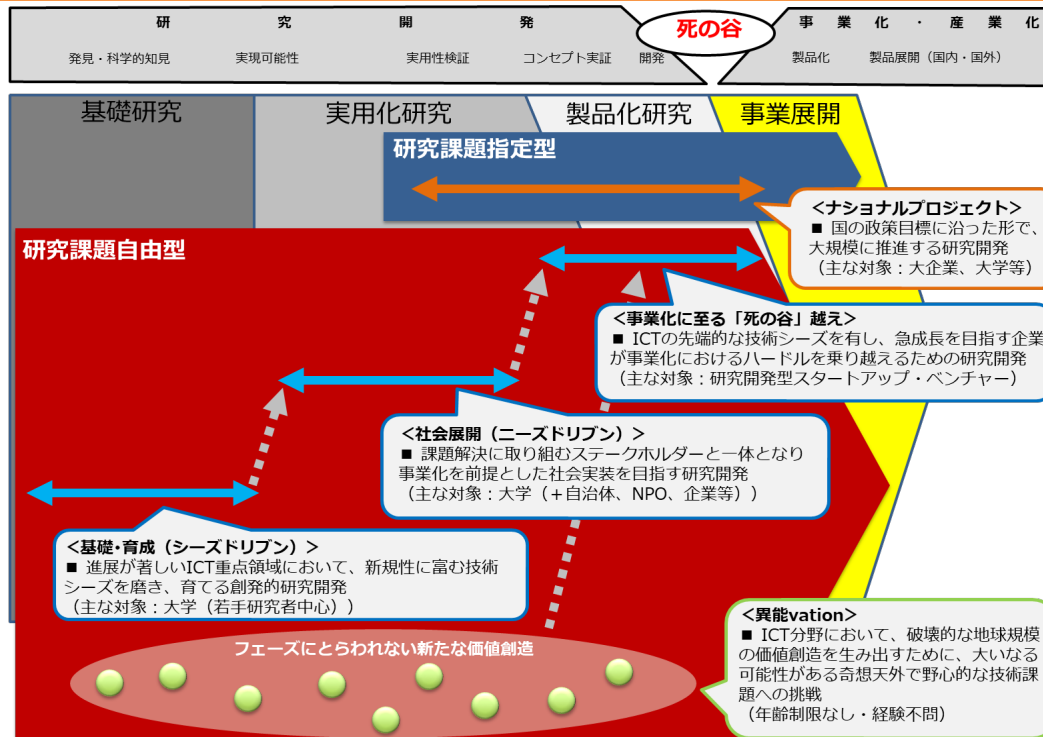 研究開発
死の谷
事業化・産業化
発見・科学的知見
実現可能性
実用性検証
コンセプト実証
開発
製品化
製品展開（国内・国外）
基礎研究
実用化研究
製品化研究
事業展開
研究課題指定型
＜ナショナルプロジェクト＞
■ 国の政策目標に沿った形で、
大規模に推進する研究開発
（主な対象：大企業、大学等）
研究課題自由型
＜事業化に至る「死の谷」越え＞
■ ICTの先端的な技術シーズを有し、急成長を目指す企業
が事業化におけるハードルを乗り越えるための研究開発
（主な対象：研究開発型スタートアップ・ベンチャー）
＜社会展開（ニーズドリブン）＞
■ 課題解決に取り組むステークホルダーと一体となり
事業化を前提とした社会実装を目指す研究開発
（主な対象：大学（＋自治体、NPO、企業等））
＜基礎・育成（シーズドリブン）＞
■ 進展が著しいICT重点領域において、新規性に富む技術
シーズを磨き、育てる創発的研究開発
（主な対象：大学（若手研究者中心））
フェーズにとらわれない新たな価値創造
＜異能vation＞
■ ICT分野において、破壊的な地球規模
の価値創造を生み出すために、大いなる
可能性がある奇想天外で野心的な技術課
題への挑戦
（年齢制限なし・経験不問）